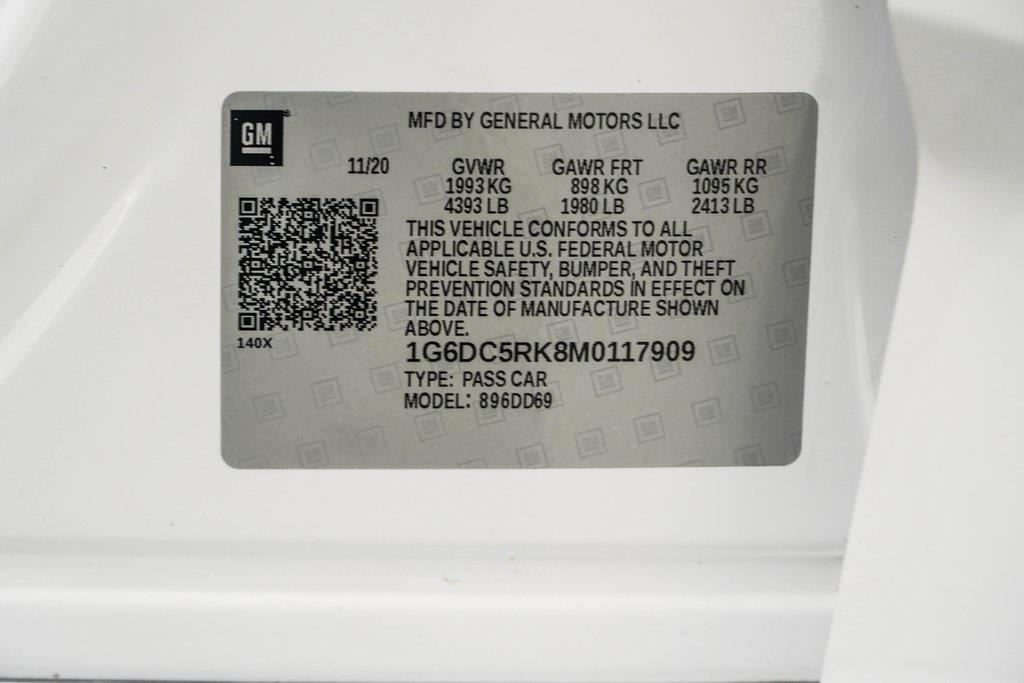 GM
MFD BY GENERAL MOTORS LLC
11/20 GVWR GAWR FRT GAWR RR
1993 KG 898 KG 1095 KG
4393 LB 1980 LB 2413 LB
THIS VEHICLE CONFORMS TO ALL
APPLICABLE U.S. FEDERAL MOTOR
VEHICLE SAFETY, BUMPER, AND THEFT
PREVENTION STANDARDS IN EFFECT ON
THE DATE OF MANUFACTURE SHOWN
ABOVE.
140X
1G6DC5RK8M0117909
TYPE: PASS CAR
MODEL: 896DD69